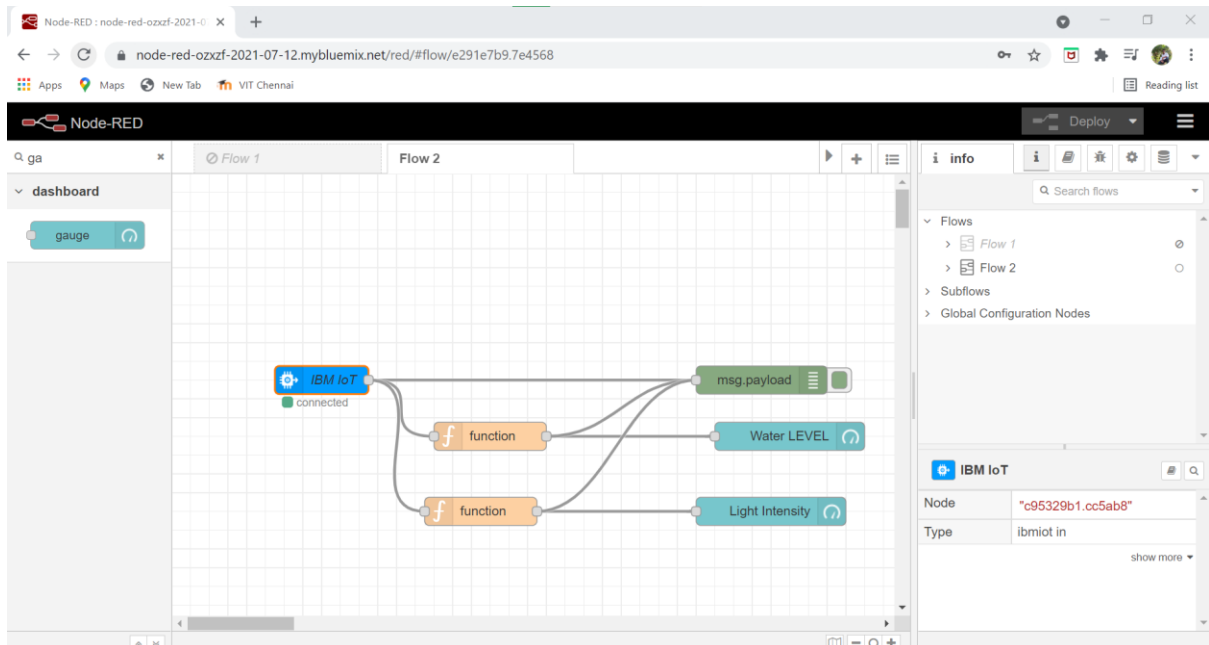 Node-RED : node-red-ozxzf-2021-0
node-red-ozxzf-2021-07-12.mybluemix.net/red/#flow/e291e7b9.7e4568
Apps Maps New Tab VIT Chennai Reading list
Node-RED Deploy
ga Flow 1 Flow 2 i info
Search flows
dashboard
gauge
Flows
Flow 1
Flow 2
Subflows
Global Configuration Nodes
IBM IoT msg.payload
connected
function Water LEVEL
function Light Intensity
IBM IoT
Node "c95329b1.cc5ab8"
Type ibmiot in
show more